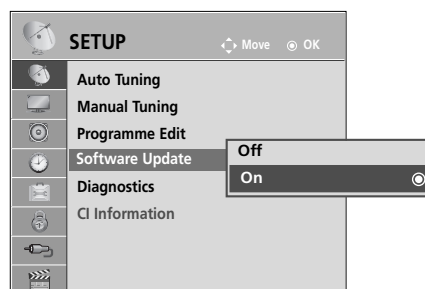 SETUP
Move OK
Auto Tuning
Manual Tuning
Programme Edit
Software Update
Off
On
Diagnostics
CI Information